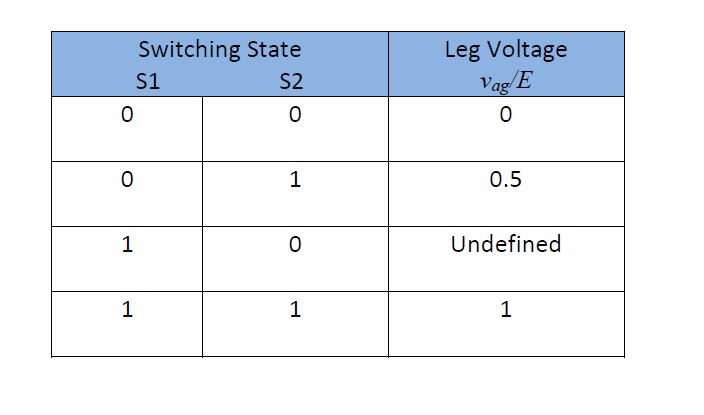 Switching State Leg Voltage
S1 S2 vag/E
0 0 0
0 1 0.5
1 0 Undefined
1 1 1